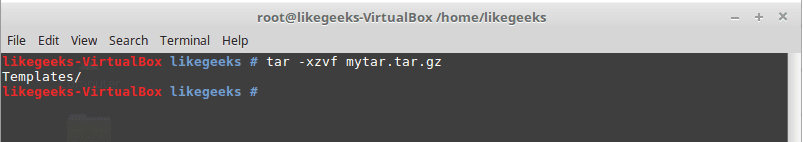 root@likegeeks-VirtualBox /home/likegeeks
File Edit View Search Terminal Help
likegeeks-VirtualBox likegeeks # tar -xzvf mytar.tar.gz
Templates/
likegeeks-VirtualBox likegeeks #